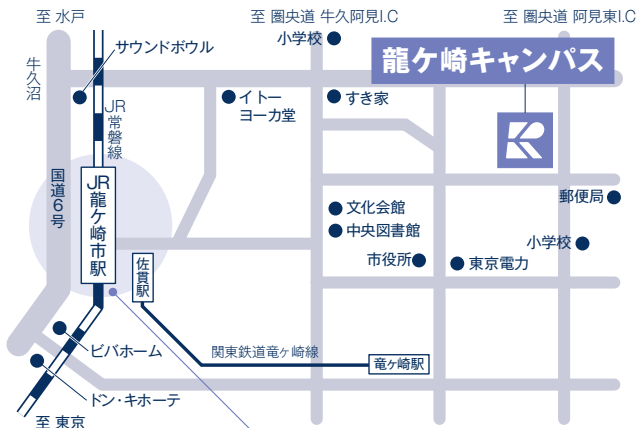 至 水戸
至 圏央道 牛久阿見I.C
至 圏央道 阿見東I.C
サウンドボウル
小学校
龍ケ崎キャンパス
牛久沼
JR常磐線
イトー
ヨーカ堂
すき家
国道6号
JR龍ケ崎市駅
郵便局
文化会館
中央図書館
小学校
市役所
東京電力
佐貫駅
ビバホーム
関東鉄道竜ヶ崎線
竜ヶ崎駅
ドン・キホーテ
至 東京